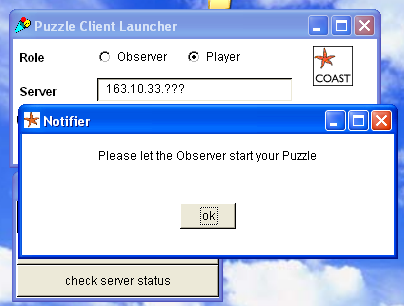 Puzzle Client Launcher
Role
Observer
Player
COAST
Server
163.10.33.???
Notifier
Please let the Observer start your Puzzle
ok
check server status